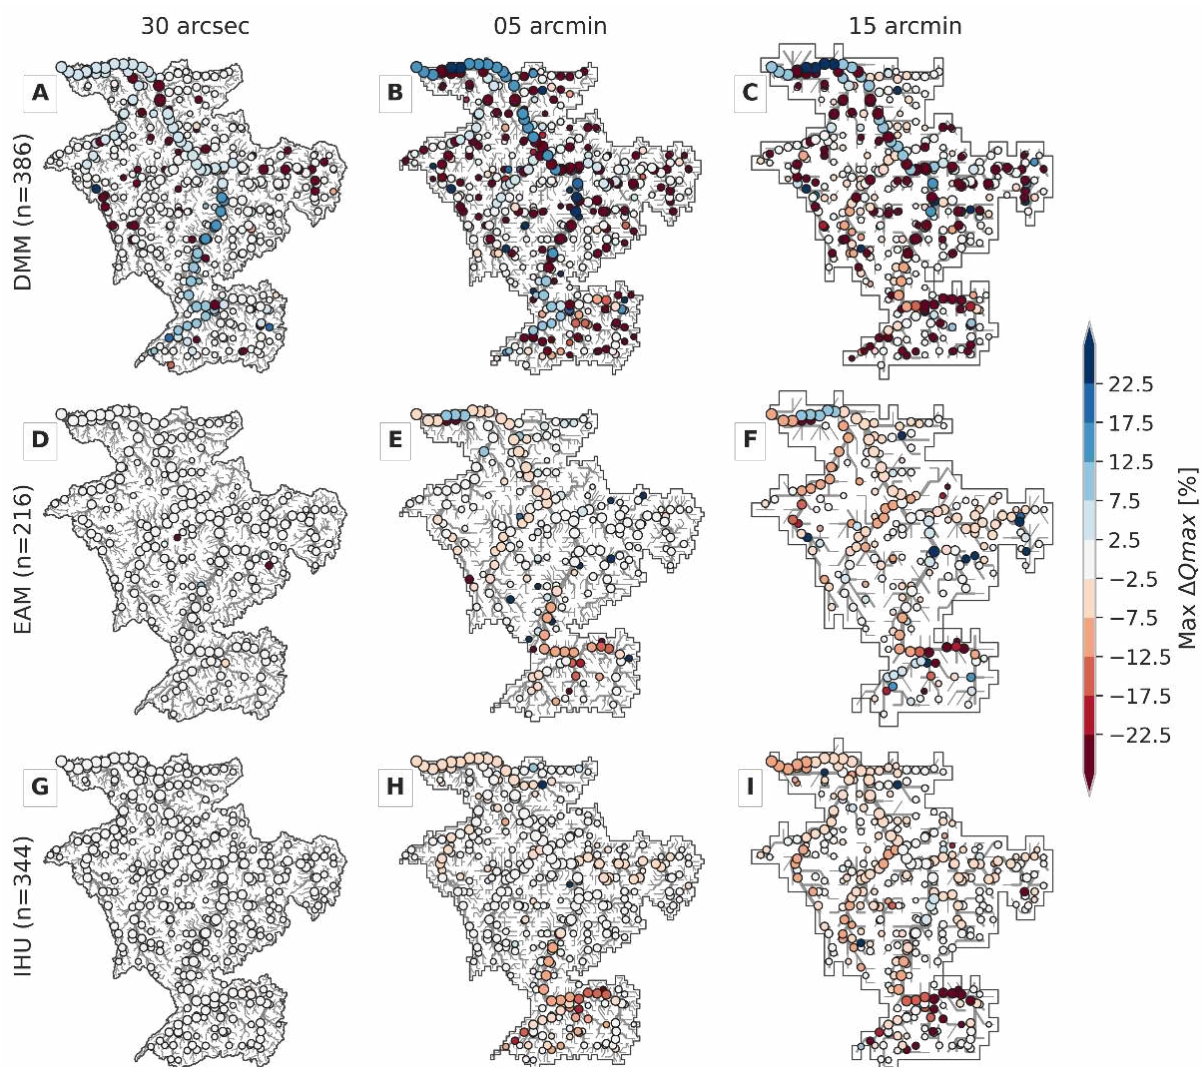 30 arcsec
05 arcmin
15 arcmin
DMM (n=386)
A
B
C
EAM (n=216)
D
E
F
IHU (n=344)
G
H
I
22.5
17.5
12.5
7.5
2.5
−2.5
−7.5
−12.5
−17.5
−22.5
Max ΔQmax [%]